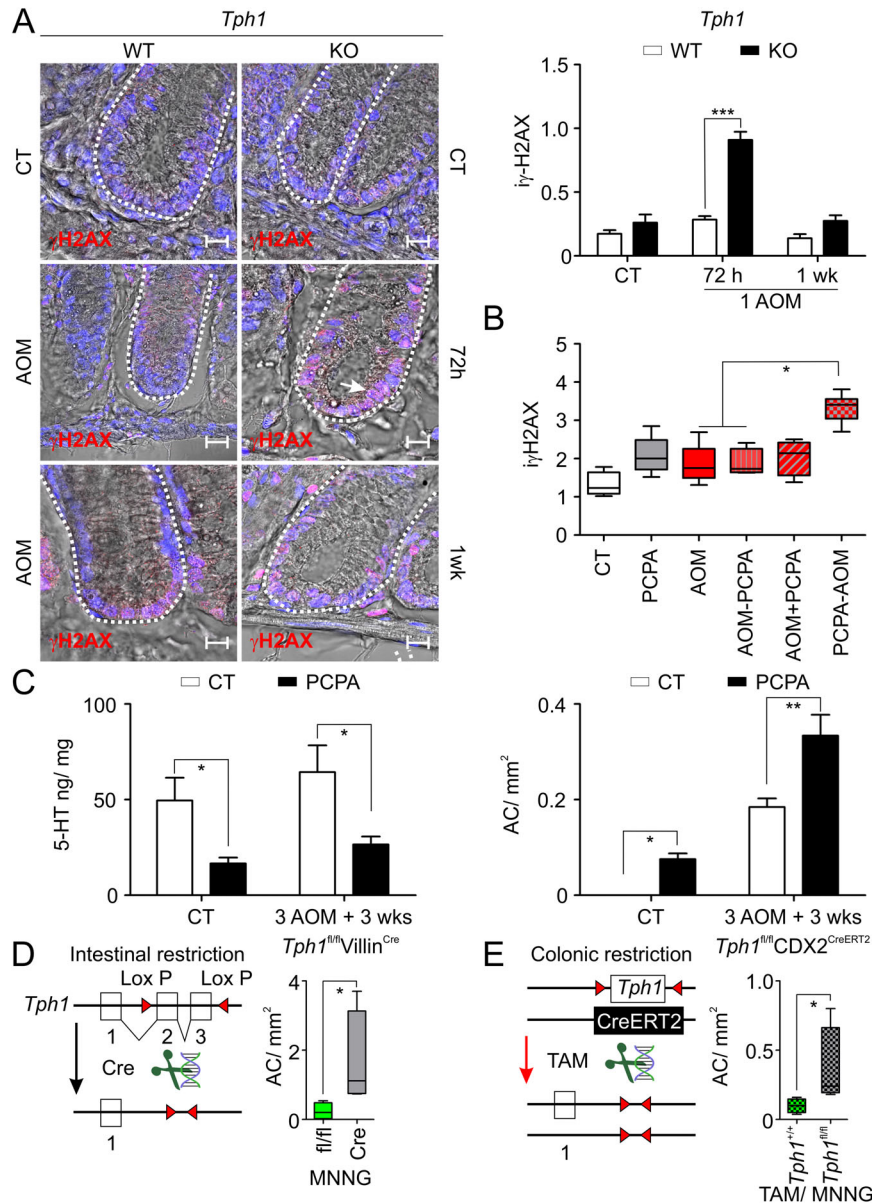 A
Tph1
WT KO
CT
γH2AX
γH2AX
CT
AOM
γH2AX
γH2AX
72h
AOM
γH2AX
γH2AX
1wk
Tph1
WT KO
iγ-H2AX
1.5
1.0
0.5
0
***
CT 72 h 1 wk
1 AOM
B
iγH2AX
5
4
3
2
1
0
*
CT
PCPA
AOM
AOM-PCPA
AOM+PCPA
PCPA-AOM
C
CT PCPA
5-HT ng/ mg
100
50
0
* *
CT 3 AOM + 3 wks
CT PCPA
AC/ mm²
0.4
0.2
0
* **
CT 3 AOM + 3 wks
D
Intestinal restriction
Lox P Lox P
Tph1
1 2 3
Cre
1
Tph1fl/flVillinCre
AC/ mm²
4
2
0
*
fl/fl
Cre
MNNG
E
Colonic restriction
Tph1
CreERT2
TAM
1
Tph1fl/flCDX2CreERT2
AC/ mm²
1.0
0.5
0
*
Tph1+/+
Tph1fl/fl
TAM/ MNNG